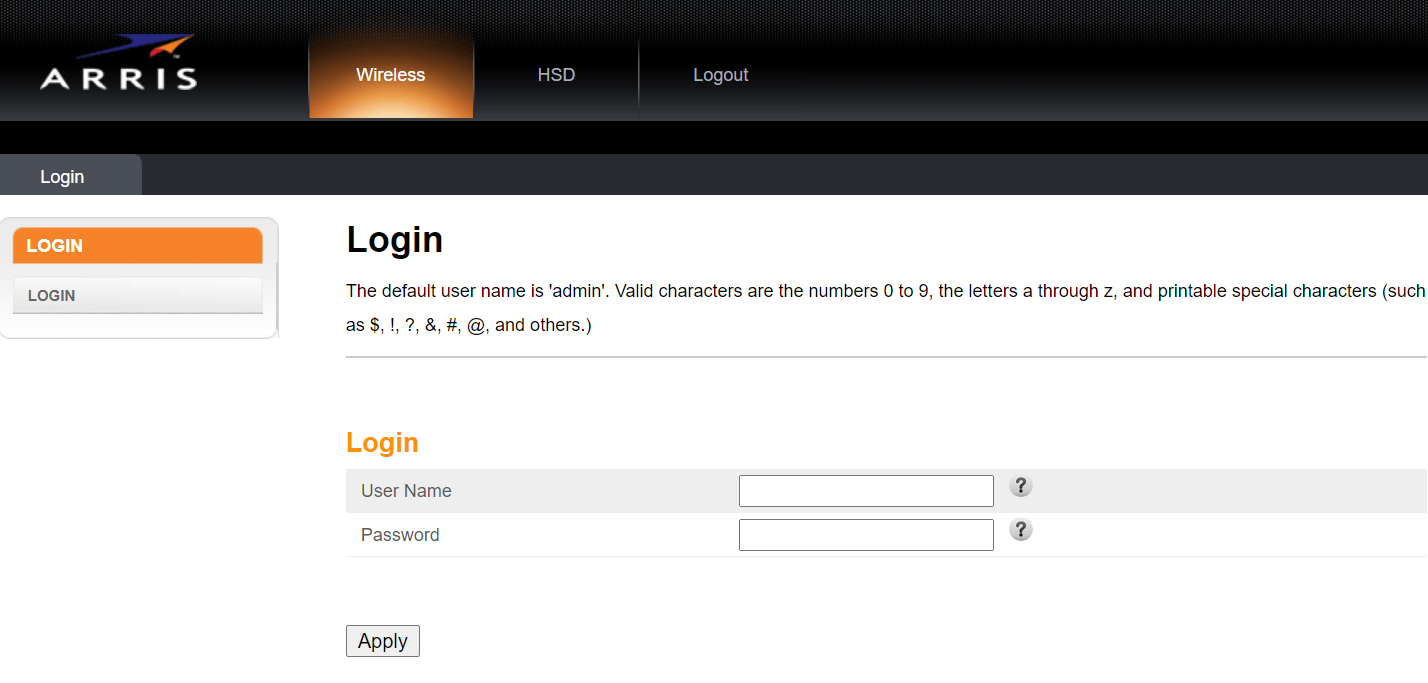 ARRIS
Wireless
HSD
Logout
Login
LOGIN
LOGIN
Login
The default user name is 'admin'. Valid characters are the numbers 0 to 9, the letters a through z, and printable special characters (such
as $, !, ?, &, #, @, and others.)
Login
User Name
?
Password
?
Apply